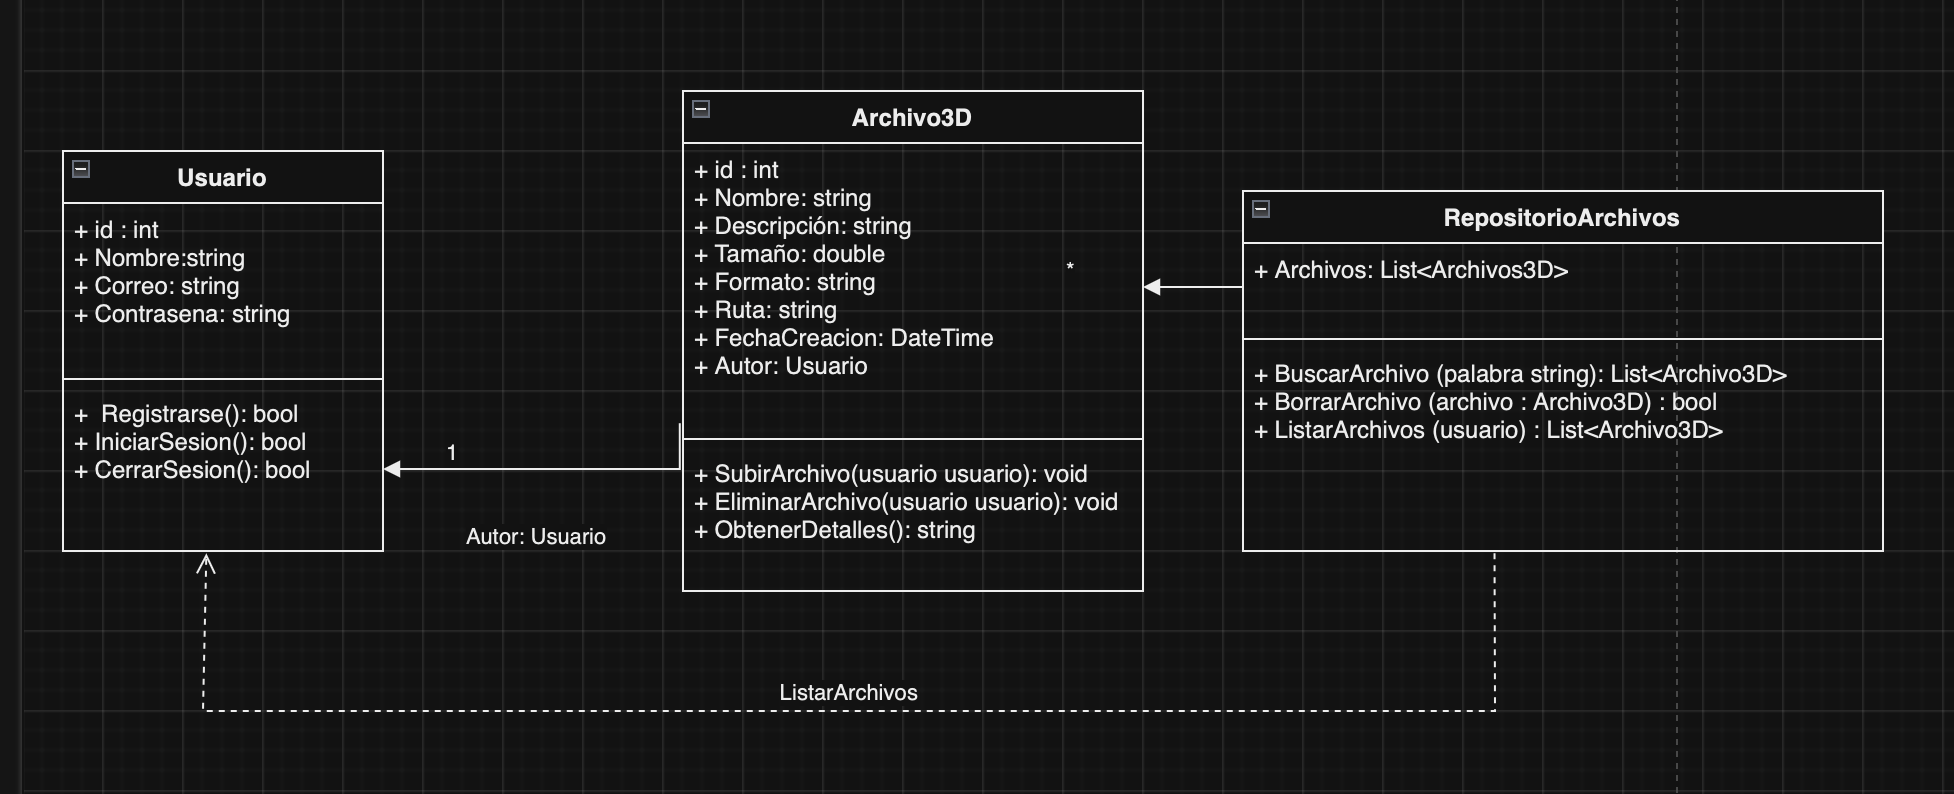 Usuario
+ id : int
+ Nombre:string
+ Correo: string
+ Contrasena: string
+  Registrarse(): bool
+ IniciarSesion(): bool
+ CerrarSesion(): bool
1
Autor: Usuario
Archivo3D
+ id : int
+ Nombre: string
+ Descripción: string
+ Tamaño: double
+ Formato: string
+ Ruta: string
+ FechaCreacion: DateTime
+ Autor: Usuario
*
+ SubirArchivo(usuario usuario): void
+ EliminarArchivo(usuario usuario): void
+ ObtenerDetalles(): string
RepositorioArchivos
+ Archivos: List<Archivos3D>
+ BuscarArchivo (palabra string): List<Archivo3D>
+ BorrarArchivo (archivo : Archivo3D) : bool
+ ListarArchivos (usuario) : List<Archivo3D>
ListarArchivos